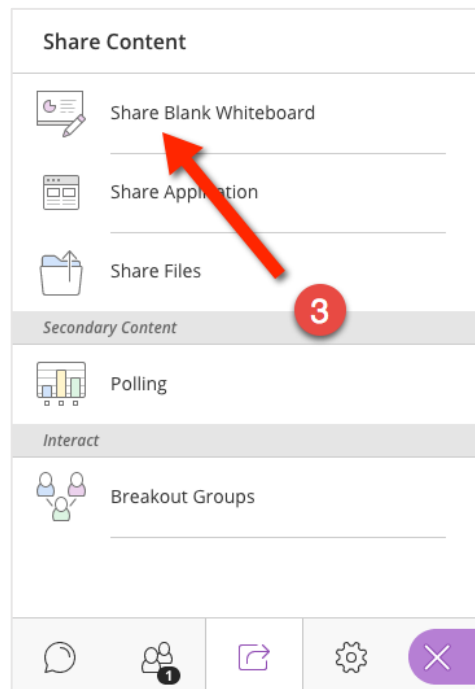 Share Content
Share Blank Whiteboard
Share Application
Share Files
3
Secondary Content
Polling
Interact
Breakout Groups
1